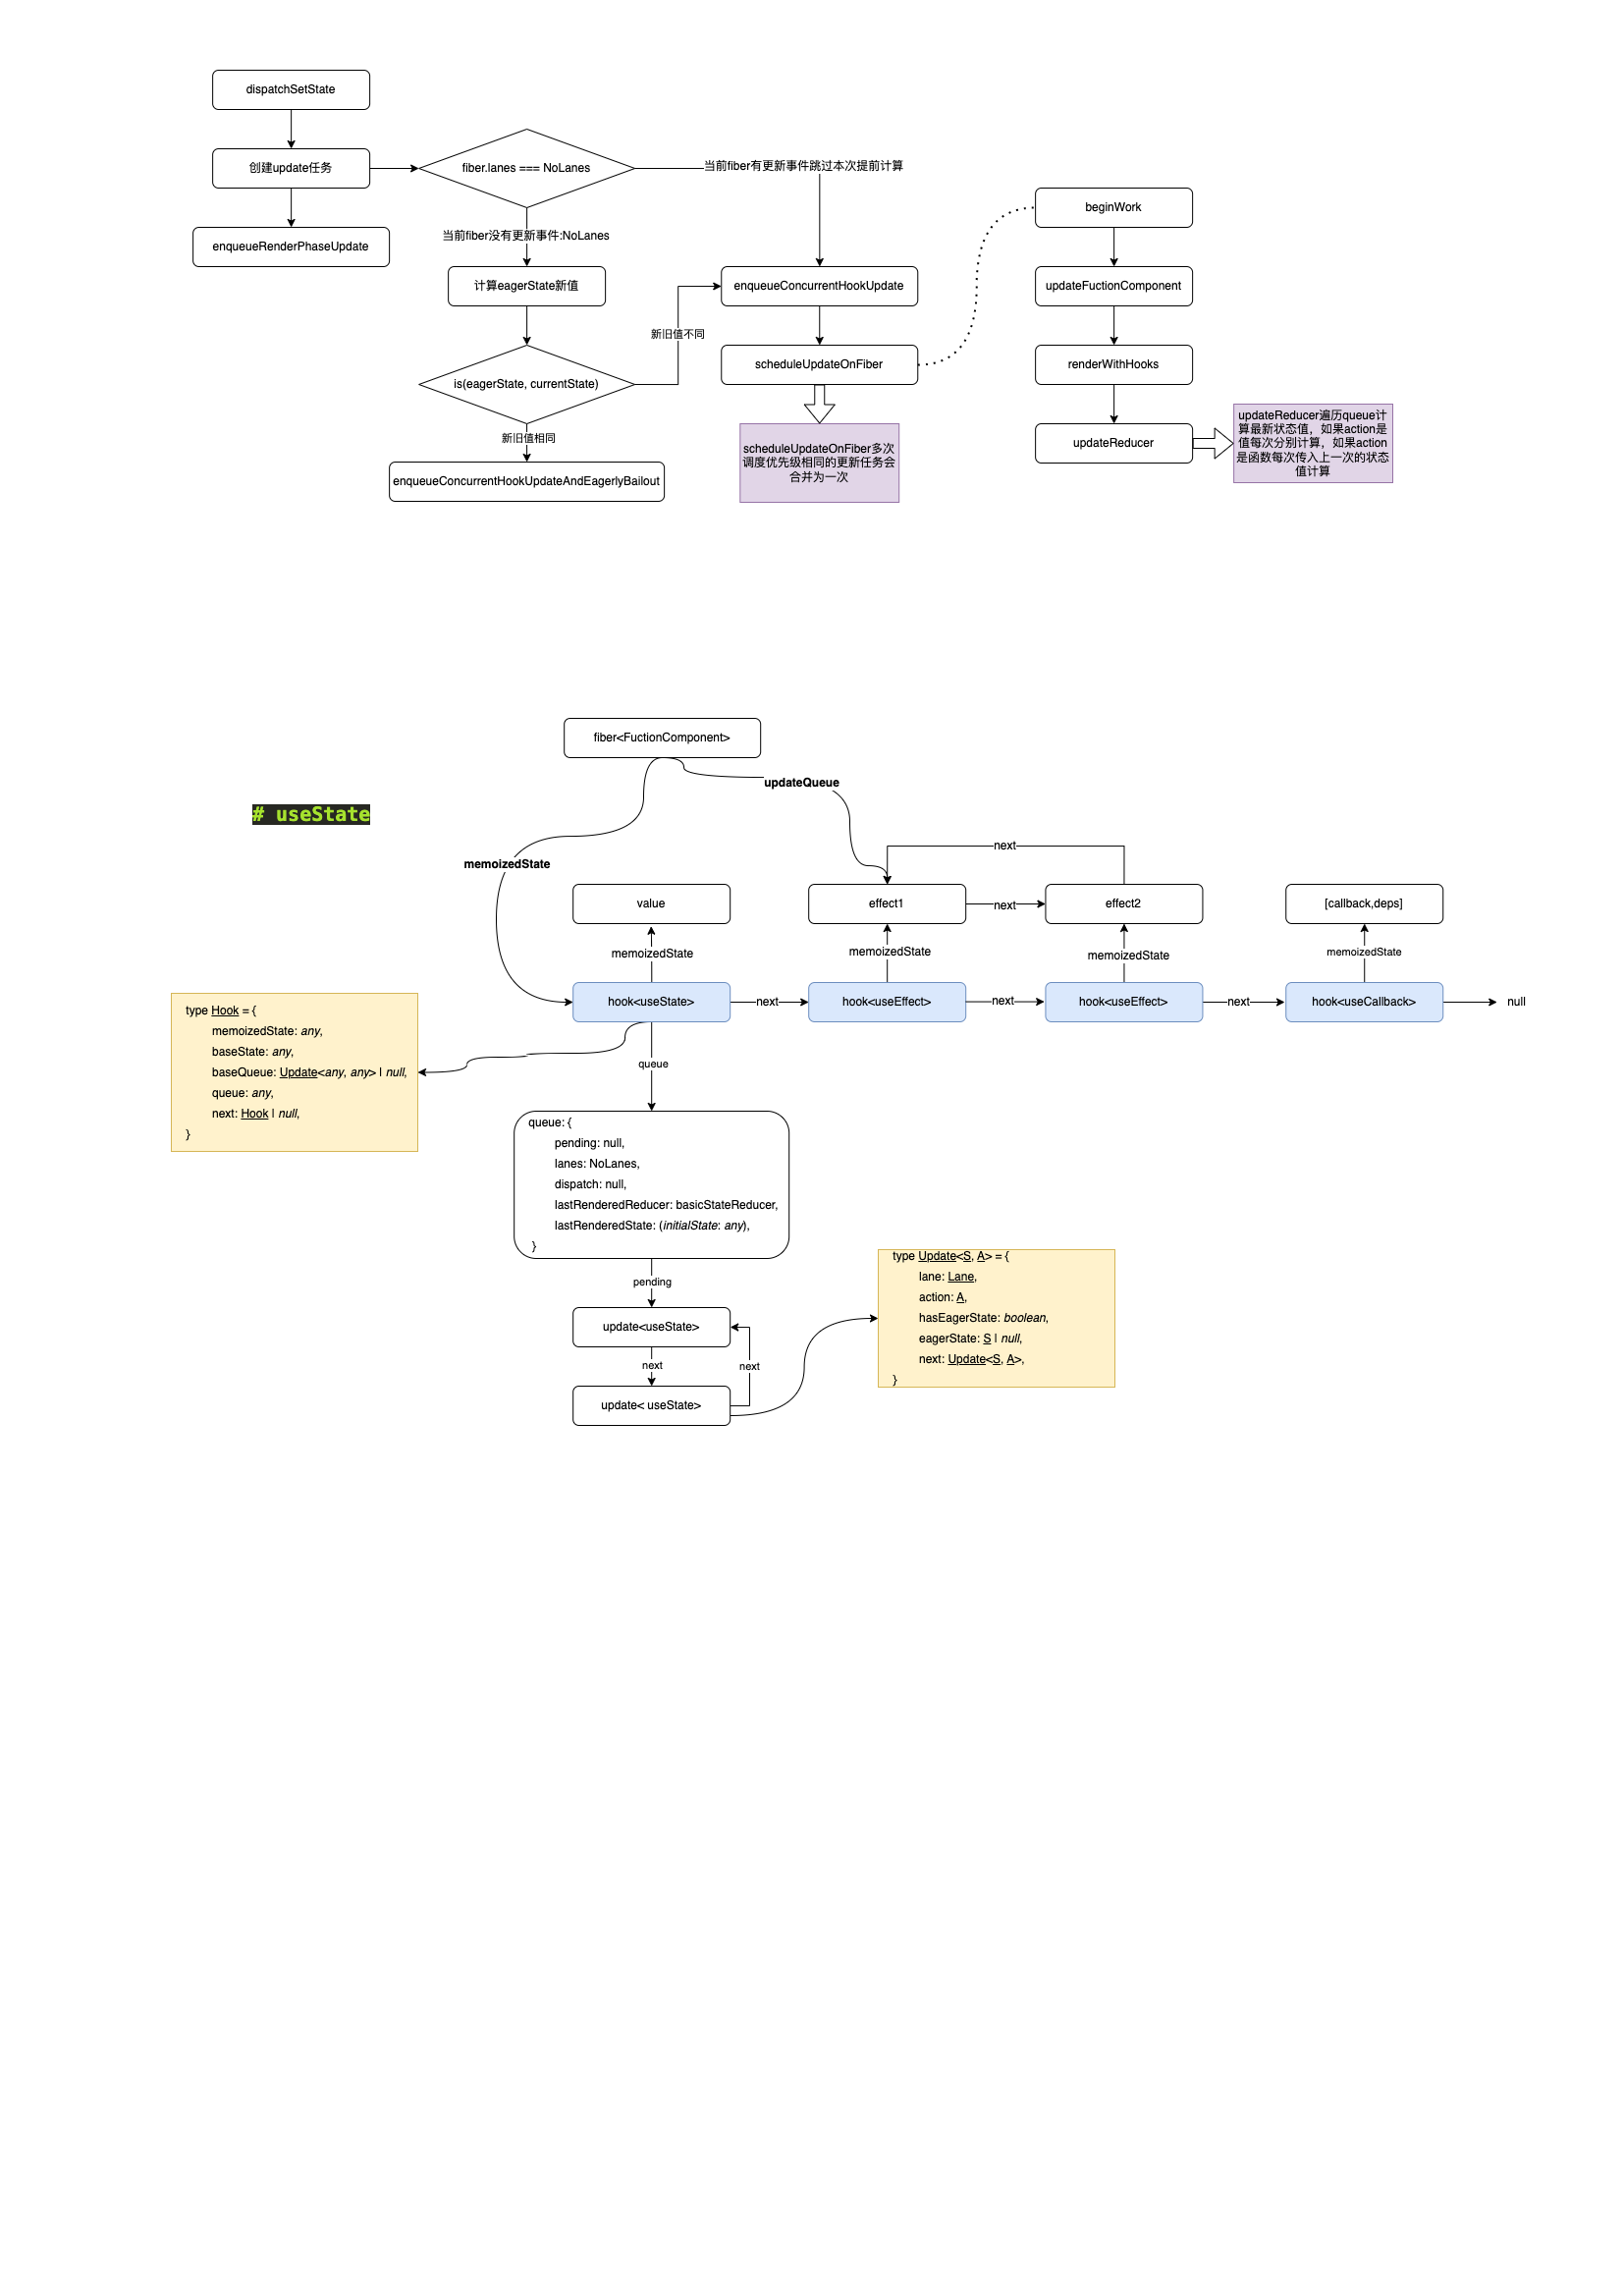 dispatchSetState
创建update任务
enqueueRenderPhaseUpdate
fiber.lanes === NoLanes
当前fiber有更新事件跳过本次提前计算
当前fiber没有更新事件:NoLanes
计算eagerState新值
is(eagerState, currentState)
新旧值不同
新旧值相同
enqueueConcurrentHookUpdateAndEagerlyBailout
enqueueConcurrentHookUpdate
scheduleUpdateOnFiber
scheduleUpdateOnFiber多次
调度优先级相同的更新任务会
合并为一次
beginWork
updateFuctionComponent
renderWithHooks
updateReducer
updateReducer遍历queue计
算最新状态值，如果action是
值每次分别计算，如果action
是函数每次传入上一次的状态
值计算
fiber<FuctionComponent>
updateQueue
# useState
memoizedState
next
value
effect1
next
effect2
[callback,deps]
memoizedState
memoizedState
memoizedState
memoizedState
hook<useState>
next
hook<useEffect>
next
hook<useEffect>
next
hook<useCallback>
null
type Hook = {
memoizedState: any,
baseState: any,
baseQueue: Update<any, any> | null,
queue: any,
next: Hook | null,
}
queue
queue: {
pending: null,
lanes: NoLanes,
dispatch: null,
lastRenderedReducer: basicStateReducer,
lastRenderedState: (initialState: any),
}
pending
update<useState>
next
next
update< useState>
type Update<S, A> = {
lane: Lane,
action: A,
hasEagerState: boolean,
eagerState: S | null,
next: Update<S, A>,
}